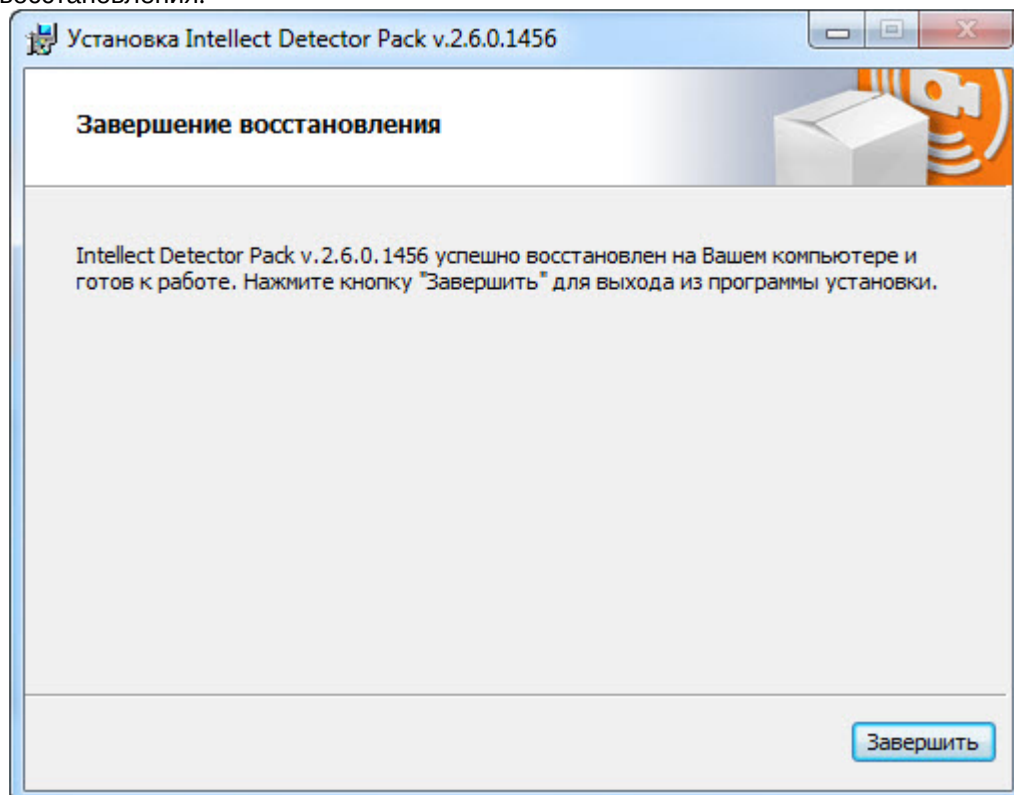 восстановления.
Установка Intellect Detector Pack v.2.6.0.1456
Завершение восстановления
Intellect Detector Pack v.2.6.0.1456 успешно восстановлен на Вашем компьютере и
готов к работе. Нажмите кнопку "Завершить" для выхода из программы установки.
Завершить